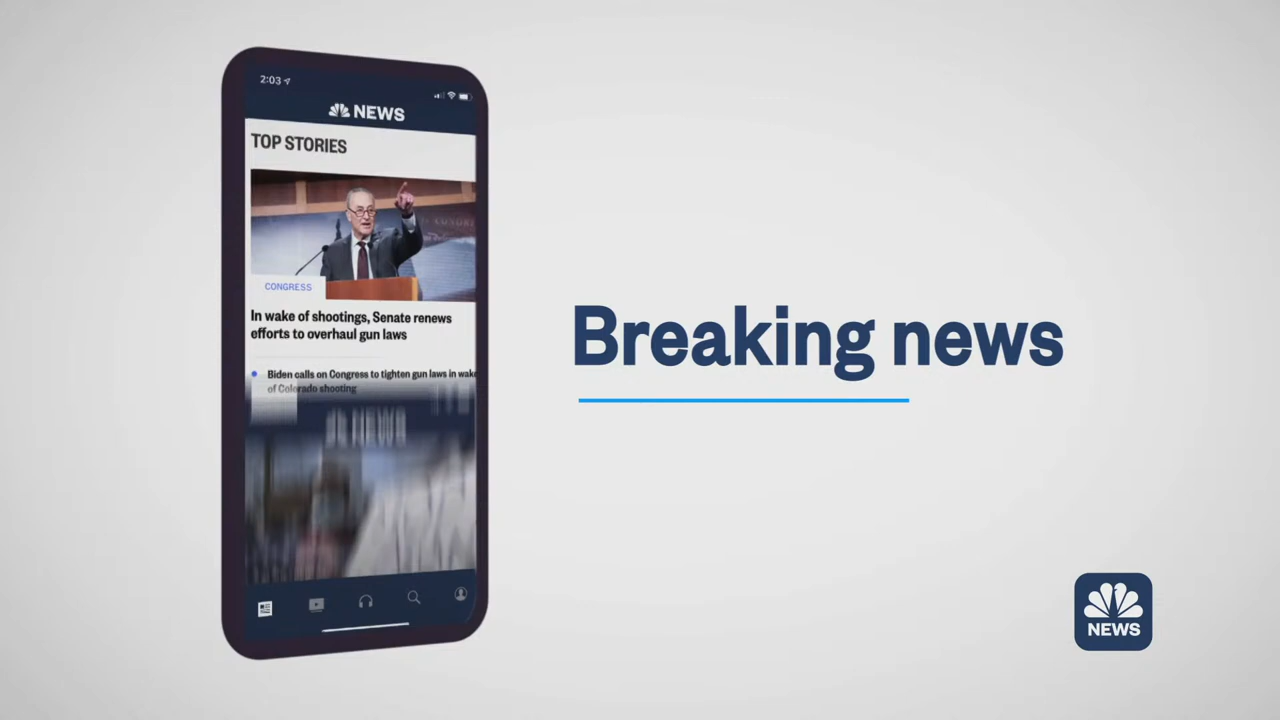 2:03
NEWS
TOP STORIES
CONGRESS
In wake of shootings, Senate renews
efforts to overhaul gun laws
Biden calls on Congress to tighten gun laws in wake
of Colorado shooting
NEWS
Breaking news
NEWS